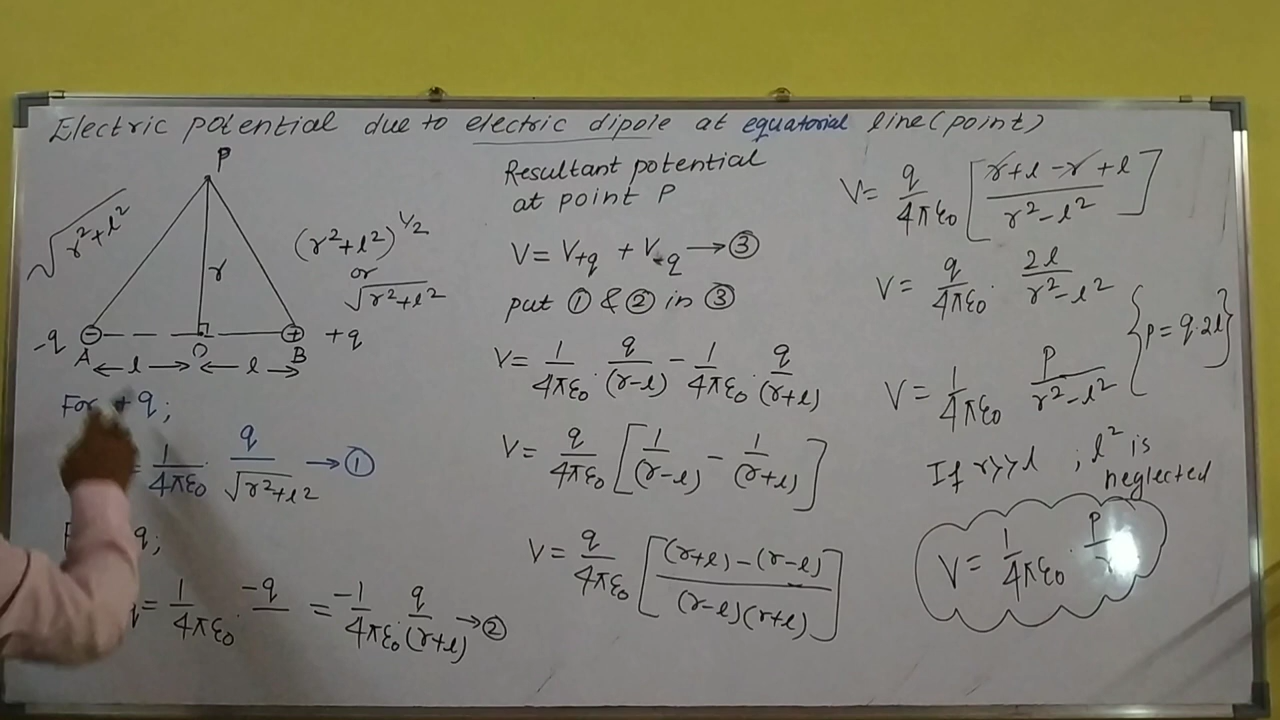 Electric potential due to electric dipole at equatorial line(point)
P
√r²+l²
r
(r²+l²)^1/2
or
√r²+l²
-q
−
+
+q
A
O
B
l
l
For +q;
= 1/4πε₀ . q/√r²+l² → ①
q;
q = 1/4πε₀ . -q/ = -1/4πε₀ . q/(r+l) → ②
Resultant potential
at point P
V = V+q + V-q → ③
put ① & ② in ③
V = 1/4πε₀ . q/(r-l) − 1/4πε₀ . q/(r+l)
V = q/4πε₀ [1/(r-l) − 1/(r+l)]
V = q/4πε₀ [(r+l)−(r−l)/(r-l)(r+l)]
V = q/4πε₀ [r+l−r+l/r²−l²]
V = q/4πε₀ . 2l/r²−l²
{p = q.2l}
V = 1/4πε₀ p/r²−l²
If r>>l ; l² is
neglected
V = 1/4πε₀ . p/r